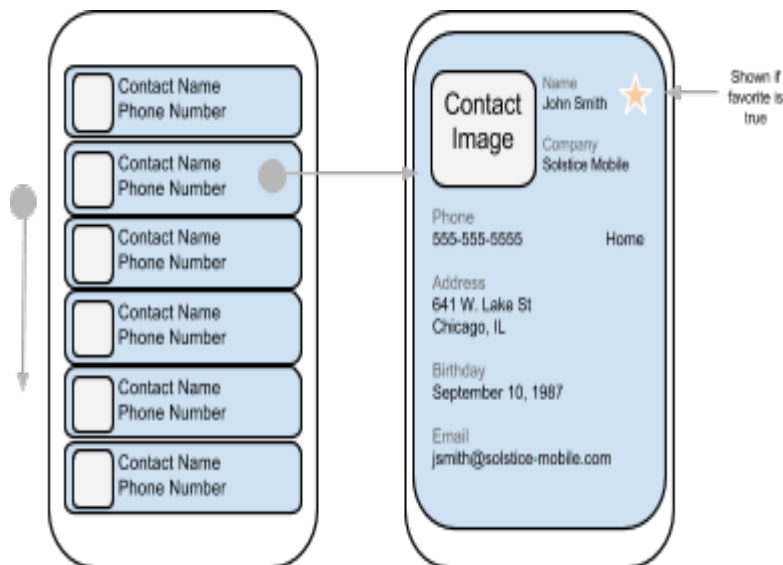 Contact Name
Phone Number
Contact Name
Phone Number
Contact Name
Phone Number
Contact Name
Phone Number
Contact Name
Phone Number
Contact Name
Phone Number
Contact
Image
Name
John Smith
Company
Solstice Mobile
Phone
555-555-5555 Home
Address
641 W. Lake St
Chicago, IL
Birthday
September 10, 1987
Email
jsmith@solstice-mobile.com
Shown if
favorite is
true